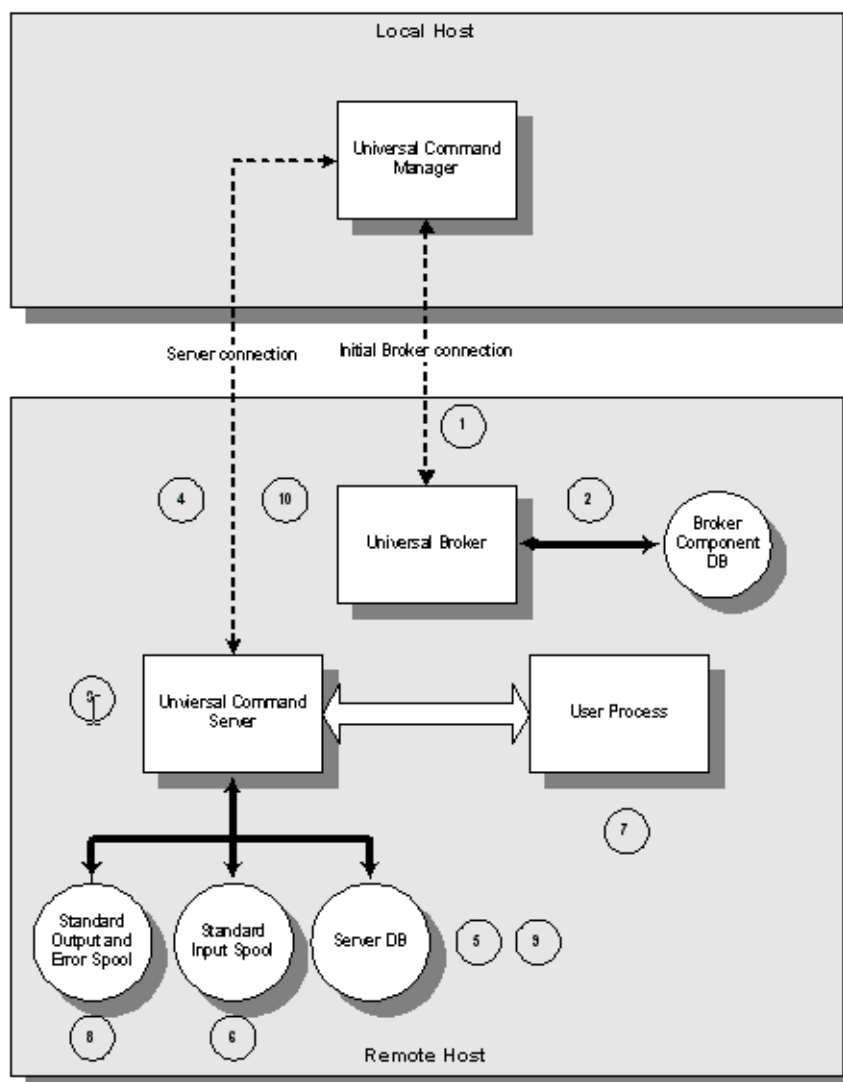 Local Host
Universal Command
Manager
Server connection
Initial Broker connection
1
4
10
2
Universal Broker
Broker
Component
DB
Unviersal Command
Server
User Process
7
Standard
Output and
Error Spool
Standard
Input Spool
Server DB
5
9
8
6
Remote Host